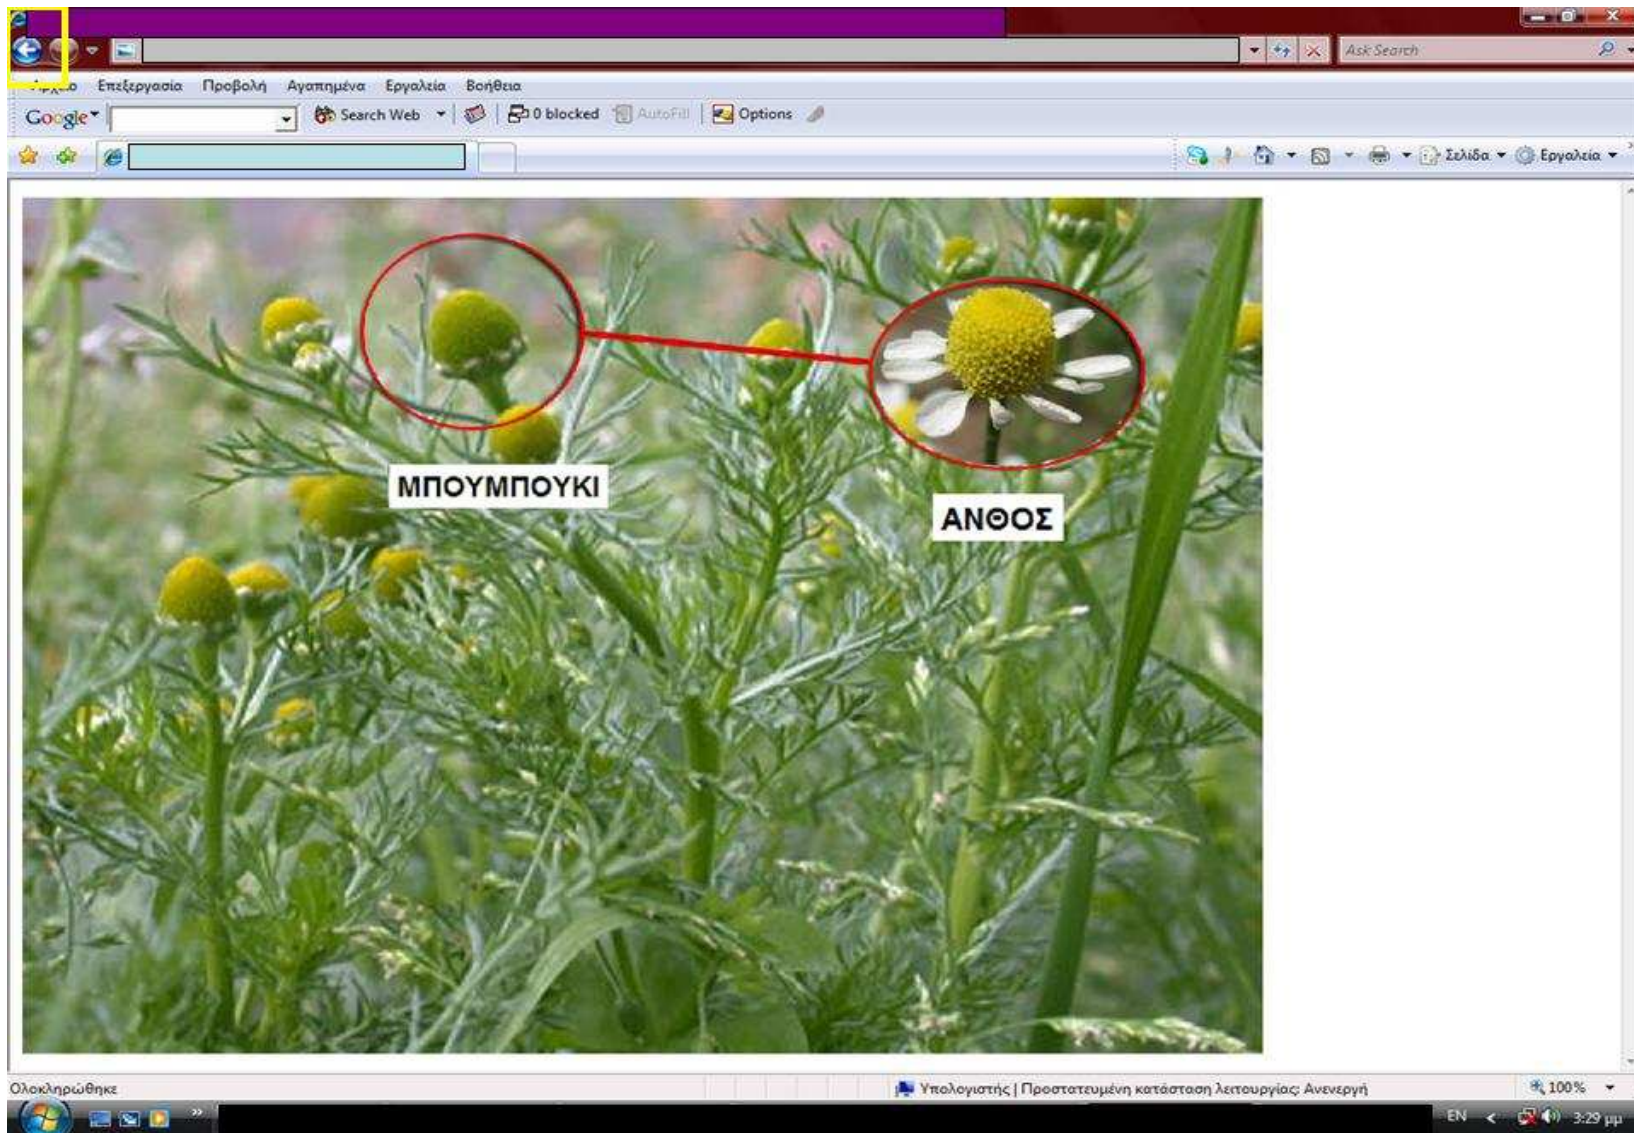 Ask Search
Αρχείο Επεξεργασία Προβολή Αγαπημένα Εργαλεία Βοήθεια
Google Search Web 0 blocked AutoFill Options
Σελίδα Εργαλεία
ΜΠΟΥΜΠΟΥΚΙ
ΑΝΘΟΣ
Ολοκληρώθηκε Υπολογιστής | Προστατευμένη κατάσταση λειτουργίας: Ανενεργή 100%
EN 3:29 μμ